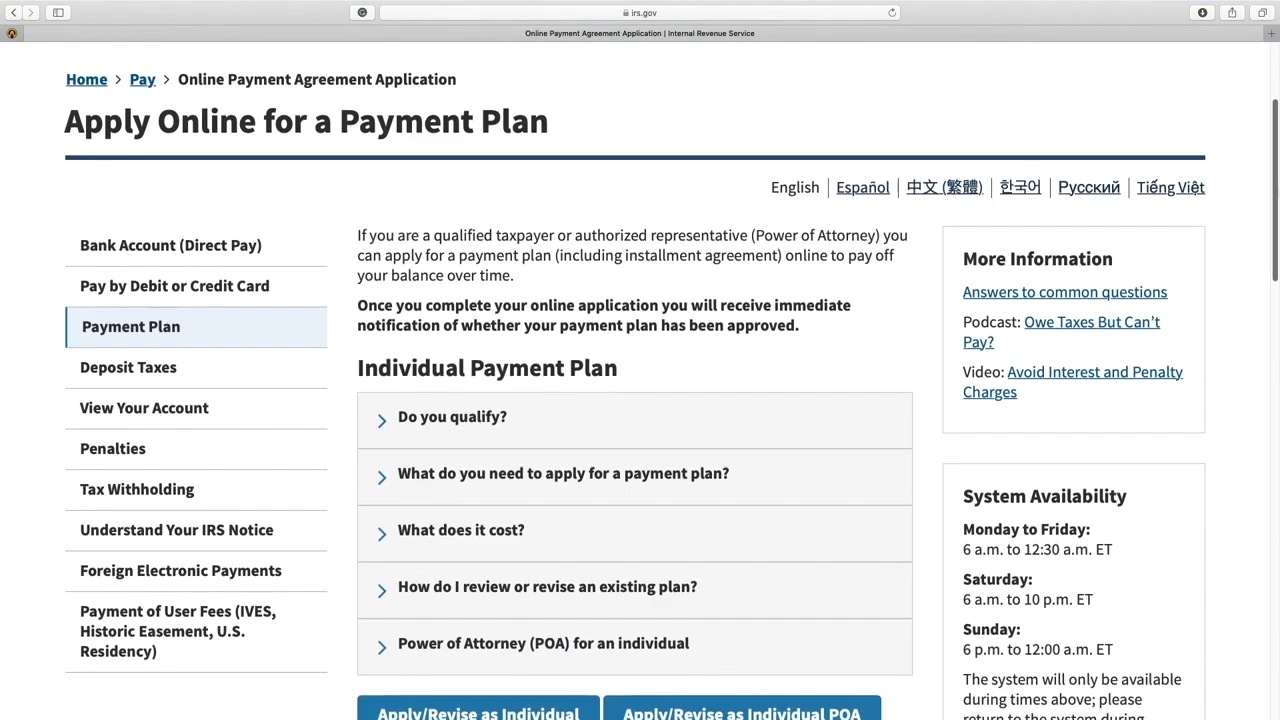 irs.gov
Online Payment Agreement Application | Internal Revenue Service
Home > Pay > Online Payment Agreement Application
Apply Online for a Payment Plan
English | Español | 中文 (繁體) | 한국어 | Русский | Tiếng Việt
Bank Account (Direct Pay)
Pay by Debit or Credit Card
Payment Plan
Deposit Taxes
View Your Account
Penalties
Tax Withholding
Understand Your IRS Notice
Foreign Electronic Payments
Payment of User Fees (IVES,
Historic Easement, U.S.
Residency)
If you are a qualified taxpayer or authorized representative (Power of Attorney) you
can apply for a payment plan (including installment agreement) online to pay off
your balance over time.
Once you complete your online application you will receive immediate
notification of whether your payment plan has been approved.
Individual Payment Plan
Do you qualify?
What do you need to apply for a payment plan?
What does it cost?
How do I review or revise an existing plan?
Power of Attorney (POA) for an individual
Apply/Revise as Individual
Apply/Revise as Individual POA
More Information
Answers to common questions
Podcast: Owe Taxes But Can't
Pay?
Video: Avoid Interest and Penalty
Charges
System Availability
Monday to Friday:
6 a.m. to 12:30 a.m. ET
Saturday:
6 a.m. to 10 p.m. ET
Sunday:
6 p.m. to 12:00 a.m. ET
The system will only be available
during times above; please
return to the system during